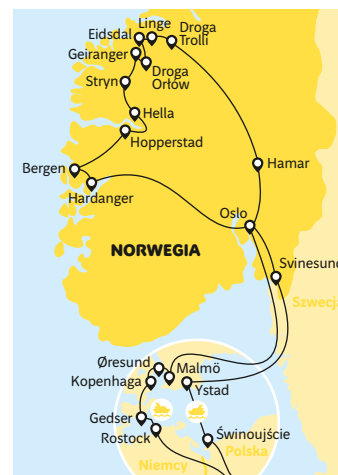 Linge
Droga
Trolli
Eidsdal
Geiranger
Droga
Orłów
Stryn
Hella
Hopperstad
Bergen
Hardanger
Hamar
Oslo
NORWEGIA
Svinesund
Szwecja
Øresund
Malmö
Kopenhaga
Ystad
Gedser
Rostock
Świnoujście
Polska
Niemcy